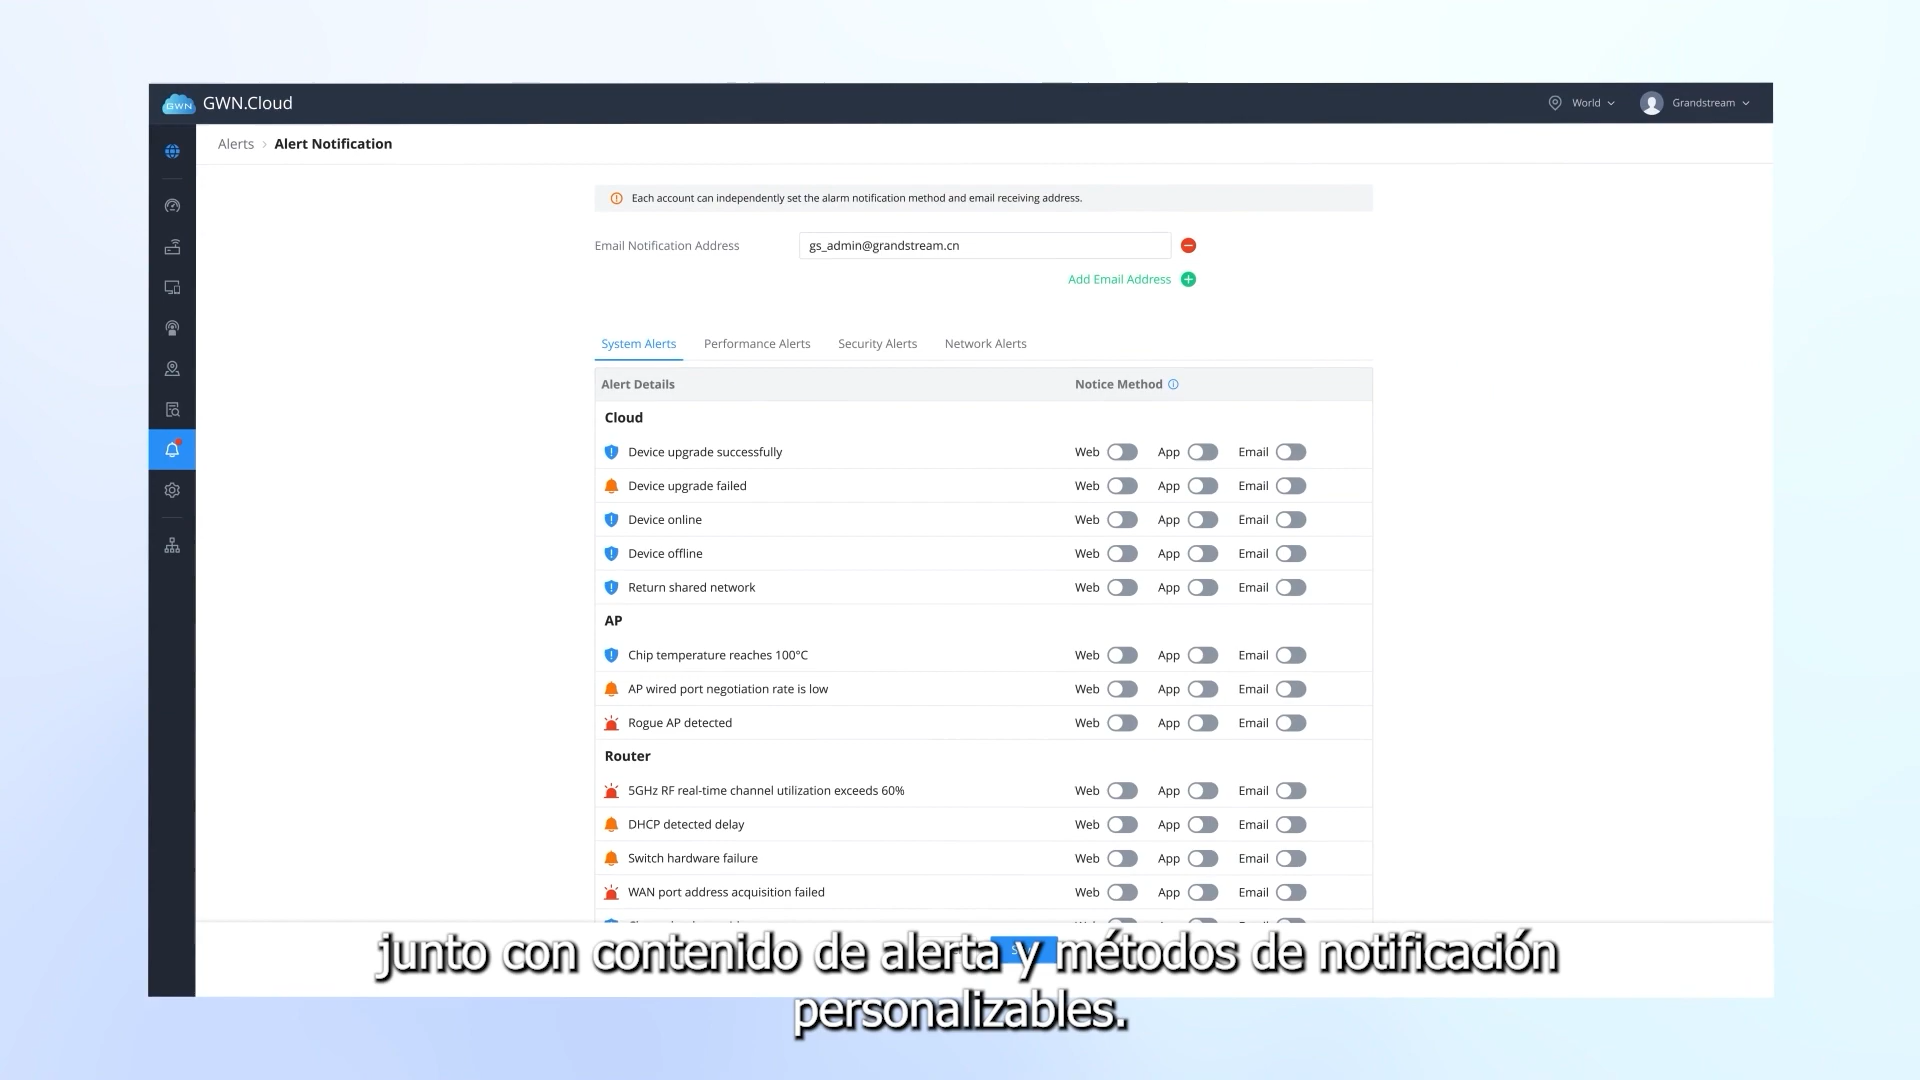 GWN GWN.Cloud
World
Grandstream
Alerts > Alert Notification
Each account can independently set the alarm notification method and email receiving address.
Email Notification Address gs_admin@grandstream.cn
Add Email Address
System Alerts Performance Alerts Security Alerts Network Alerts
Alert Details Notice Method
Cloud
Device upgrade successfully Web App Email
Device upgrade failed Web App Email
Device online Web App Email
Device offline Web App Email
Return shared network Web App Email
AP
Chip temperature reaches 100°C Web App Email
AP wired port negotiation rate is low Web App Email
Rogue AP detected Web App Email
Router
5GHz RF real-time channel utilization exceeds 60% Web App Email
DHCP detected delay Web App Email
Switch hardware failure Web App Email
WAN port address acquisition failed Web App Email
junto con contenido de alerta y métodos de notificación
personalizables.